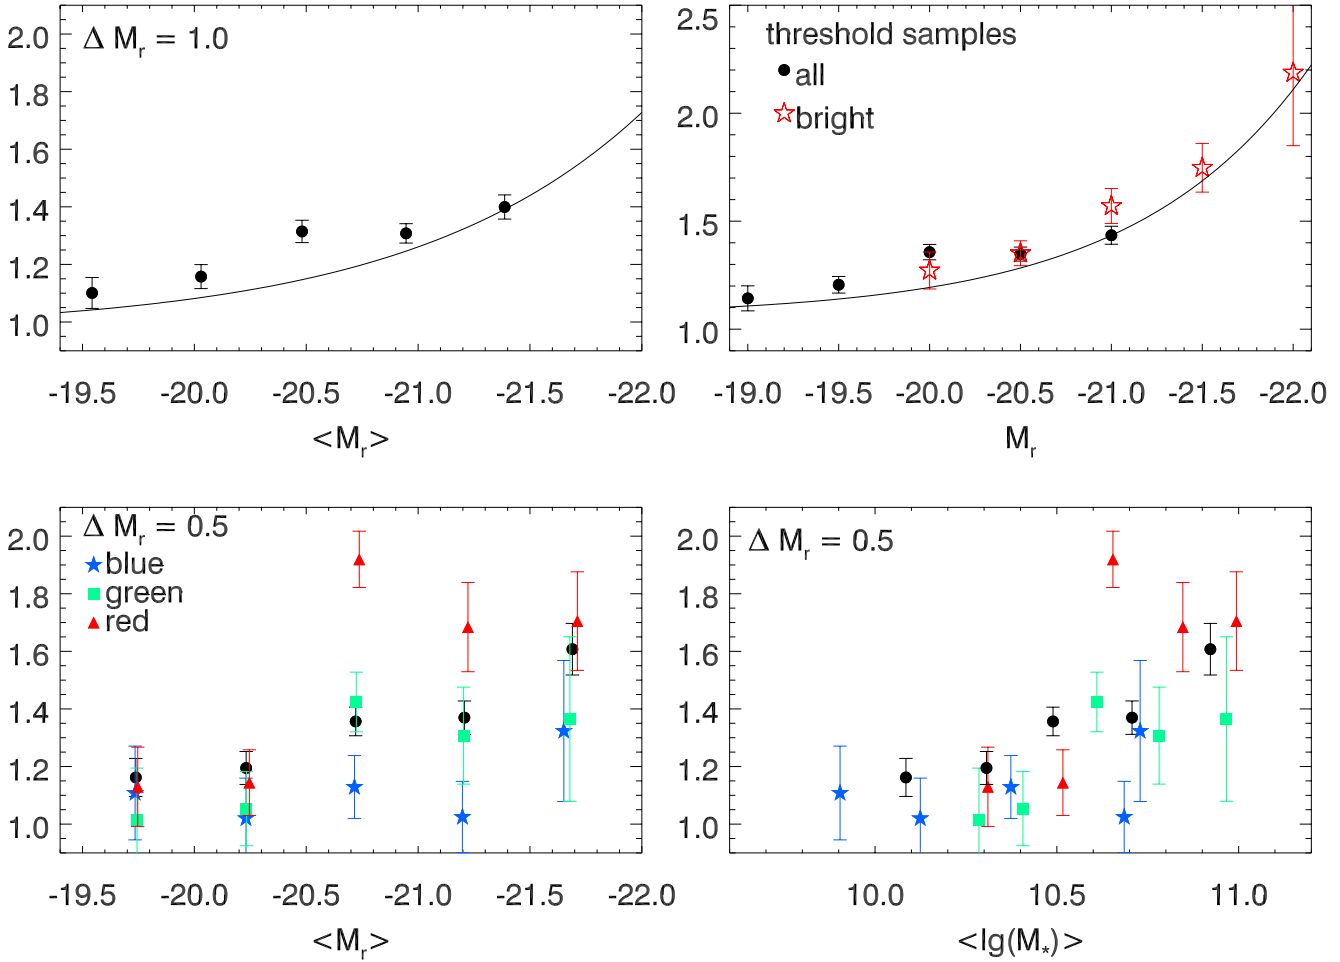 Δ M_r = 1.0
2.0
1.8
1.6
1.4
1.2
1.0
-19.5 -20.0 -20.5 -21.0 -21.5 -22.0
<M_r>
threshold samples
all
bright
2.5
2.0
1.5
1.0
-19.0 -19.5 -20.0 -20.5 -21.0 -21.5 -22.0
M_r
Δ M_r = 0.5
blue
green
red
2.0
1.8
1.6
1.4
1.2
1.0
-19.5 -20.0 -20.5 -21.0 -21.5 -22.0
<M_r>
Δ M_r = 0.5
2.0
1.8
1.6
1.4
1.2
1.0
10.0 10.5 11.0
<lg(M_*)>